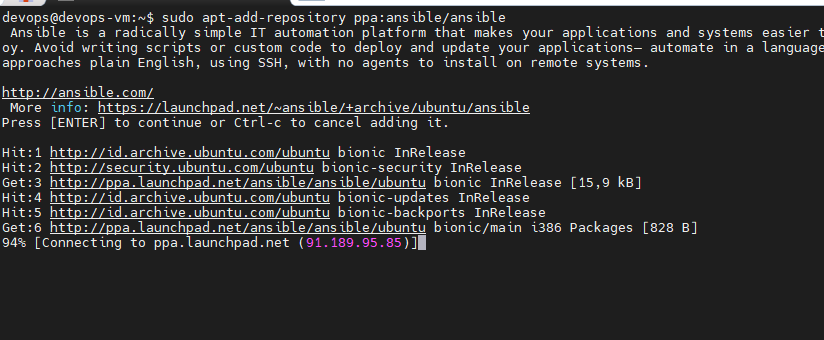 devops@devops-vm:~$ sudo apt-add-repository ppa:ansible/ansible
 Ansible is a radically simple IT automation platform that makes your applications and systems easier t
oy. Avoid writing scripts or custom code to deploy and update your applications— automate in a language
approaches plain English, using SSH, with no agents to install on remote systems.
http://ansible.com/
 More info: https://launchpad.net/~ansible/+archive/ubuntu/ansible
Press [ENTER] to continue or Ctrl-c to cancel adding it.
Hit:1 http://id.archive.ubuntu.com/ubuntu bionic InRelease
Hit:2 http://security.ubuntu.com/ubuntu bionic-security InRelease
Get:3 http://ppa.launchpad.net/ansible/ansible/ubuntu bionic InRelease [15,9 kB]
Hit:4 http://id.archive.ubuntu.com/ubuntu bionic-updates InRelease
Hit:5 http://id.archive.ubuntu.com/ubuntu bionic-backports InRelease
Get:6 http://ppa.launchpad.net/ansible/ansible/ubuntu bionic/main i386 Packages [828 B]
94% [Connecting to ppa.launchpad.net (91.189.95.85)]